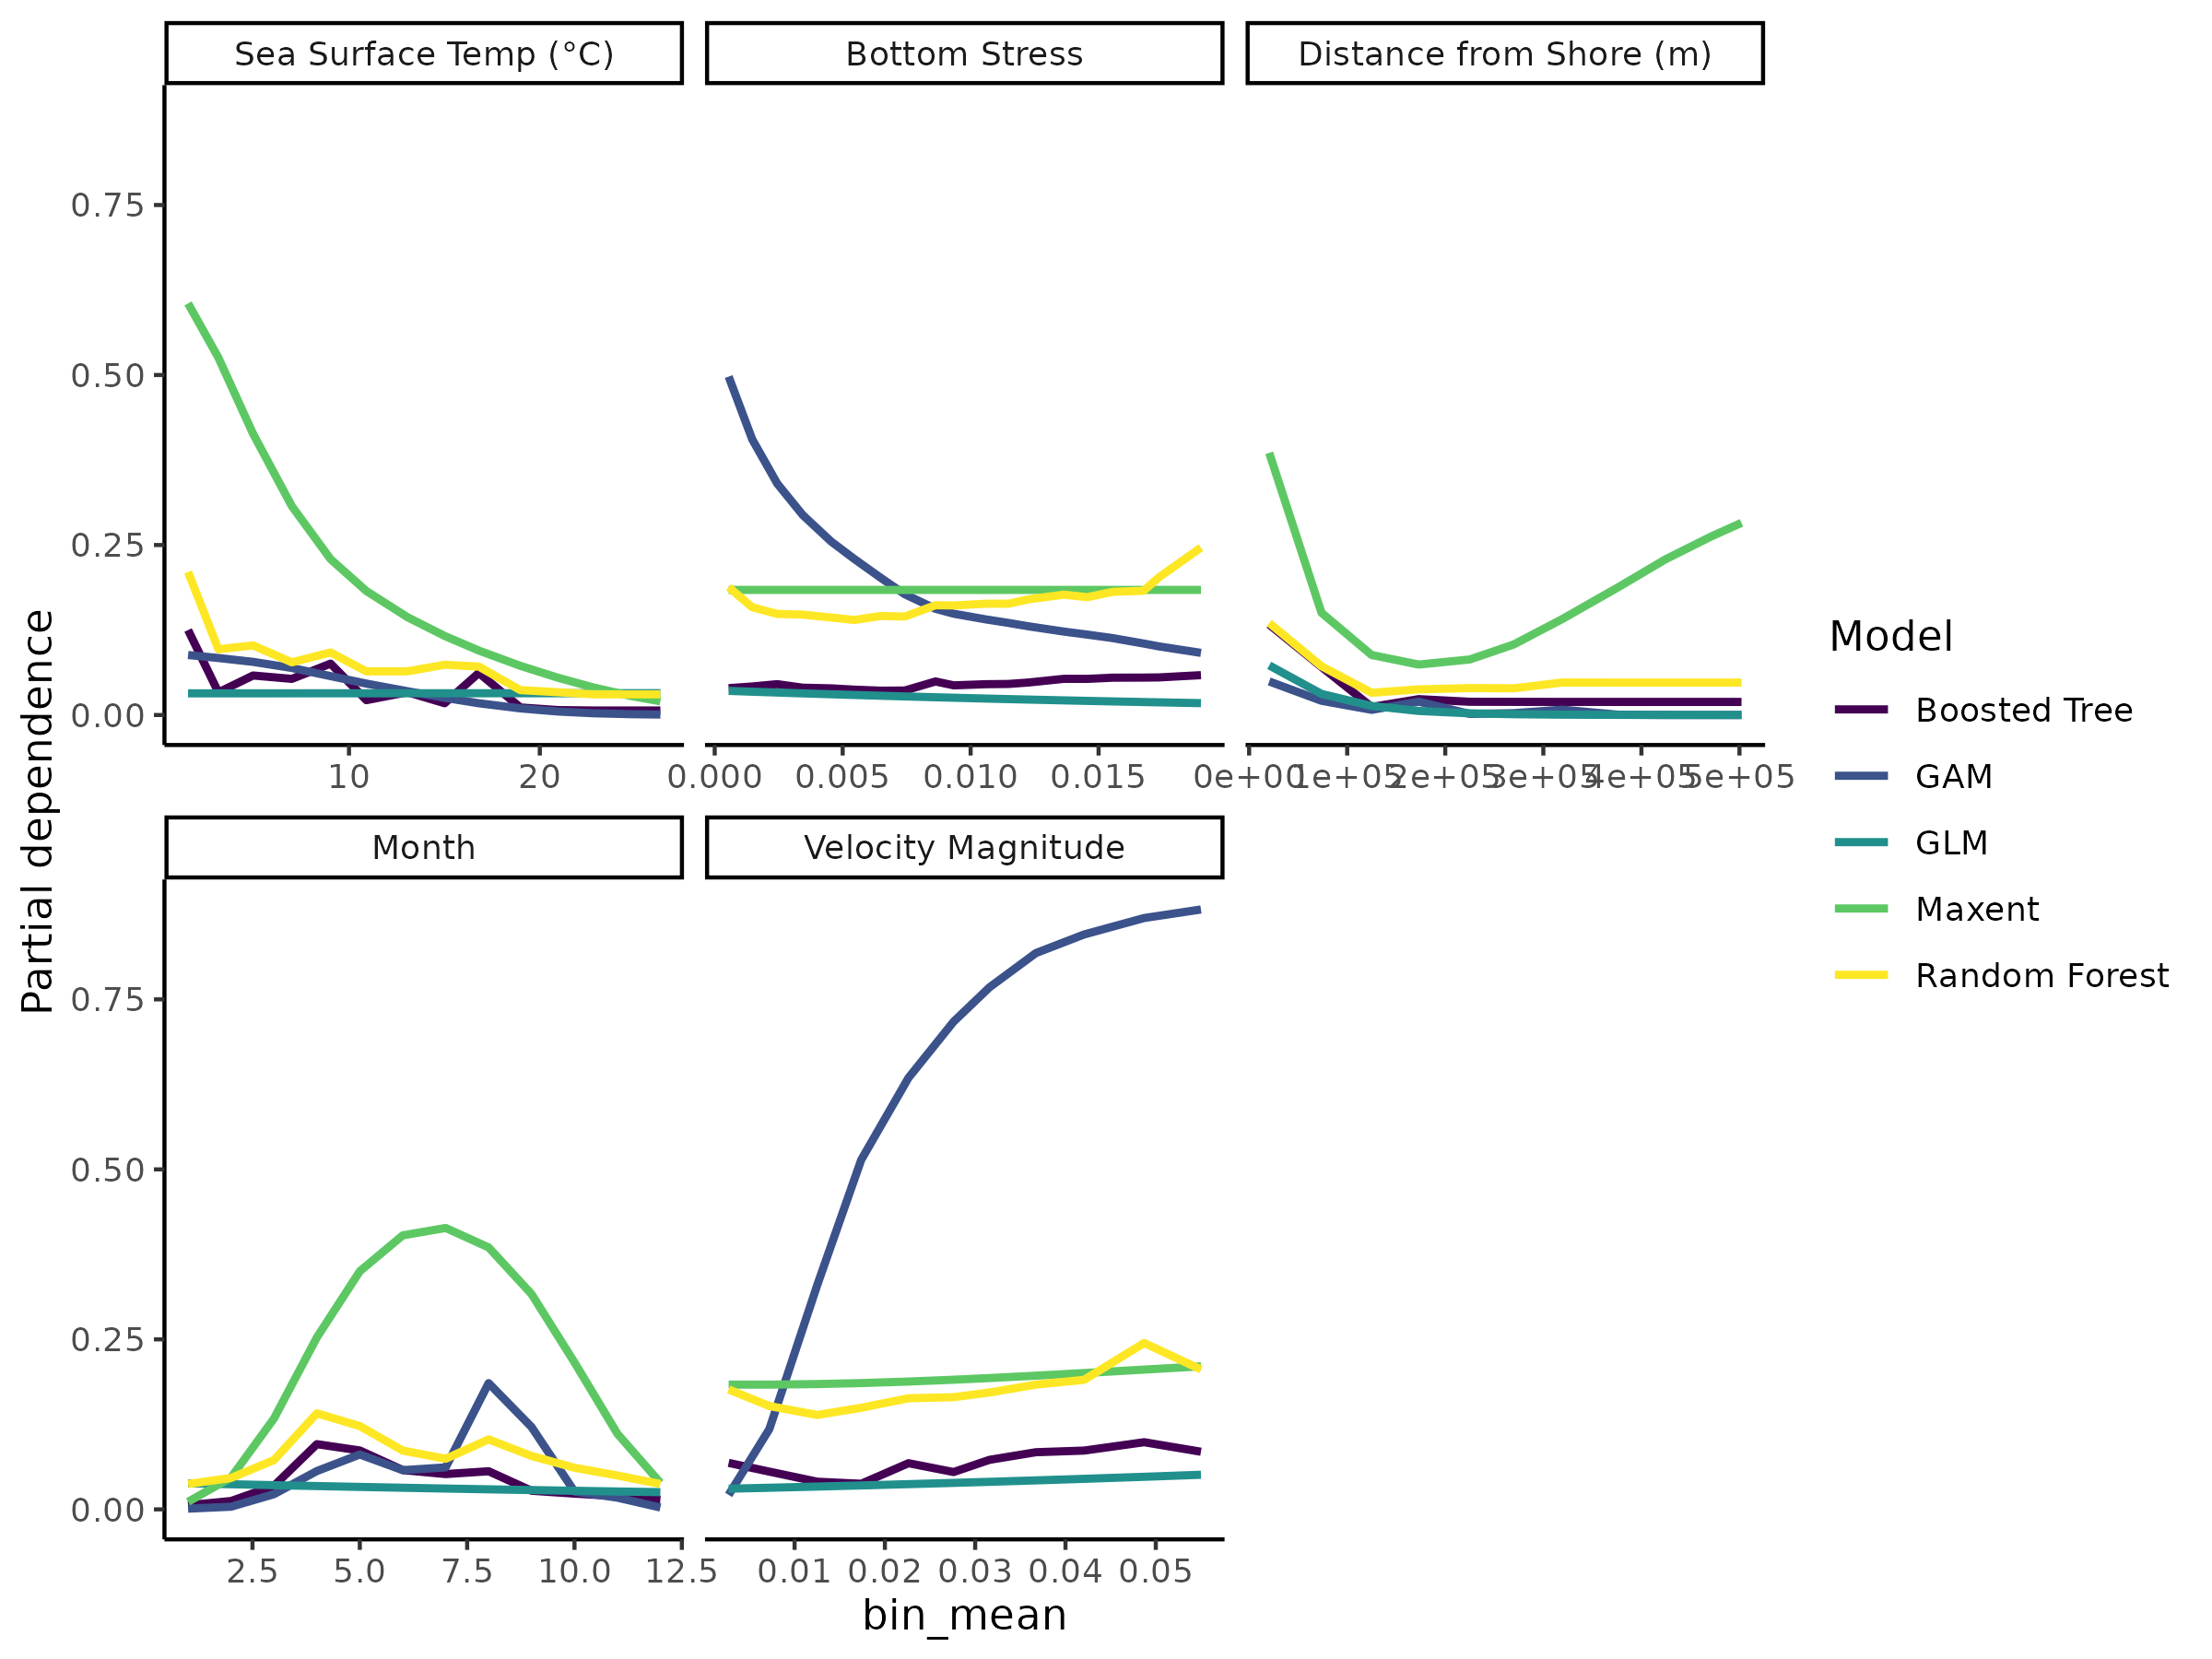 Sea Surface Temp (°C)
Bottom Stress
Distance from Shore (m)
0.75
0.50
0.25
0.00
10 20
0.000 0.005 0.010 0.015
0e+00 1e+05 2e+05 3e+05 4e+05 5e+05
Partial dependence
Month
Velocity Magnitude
0.75
0.50
0.25
0.00
2.5 5.0 7.5 10.0 12.5
0.01 0.02 0.03 0.04 0.05
bin_mean
Model
Boosted Tree
GAM
GLM
Maxent
Random Forest